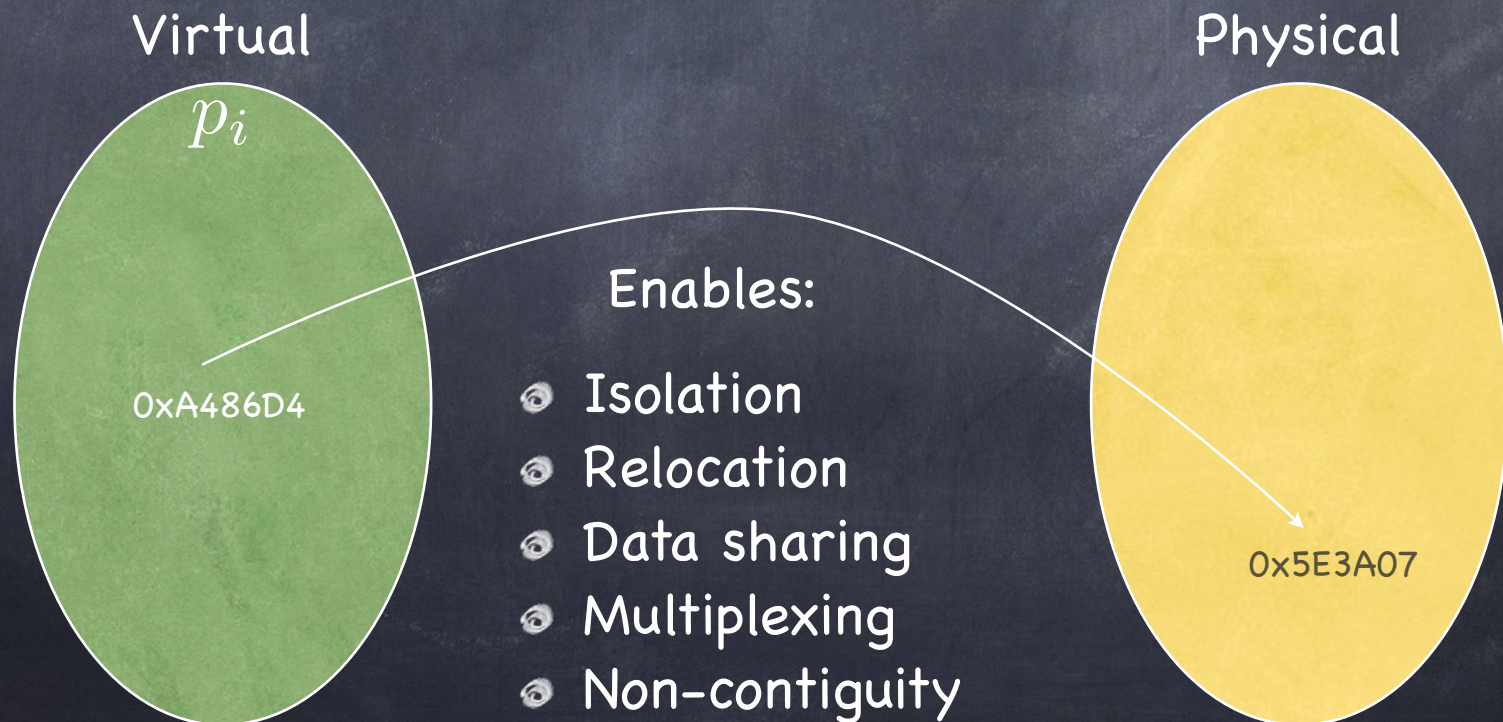 Virtual
Physical
p_i
0xA486D4
Enables:
Isolation
Relocation
Data sharing
Multiplexing
Non-contiguity
0x5E3A07